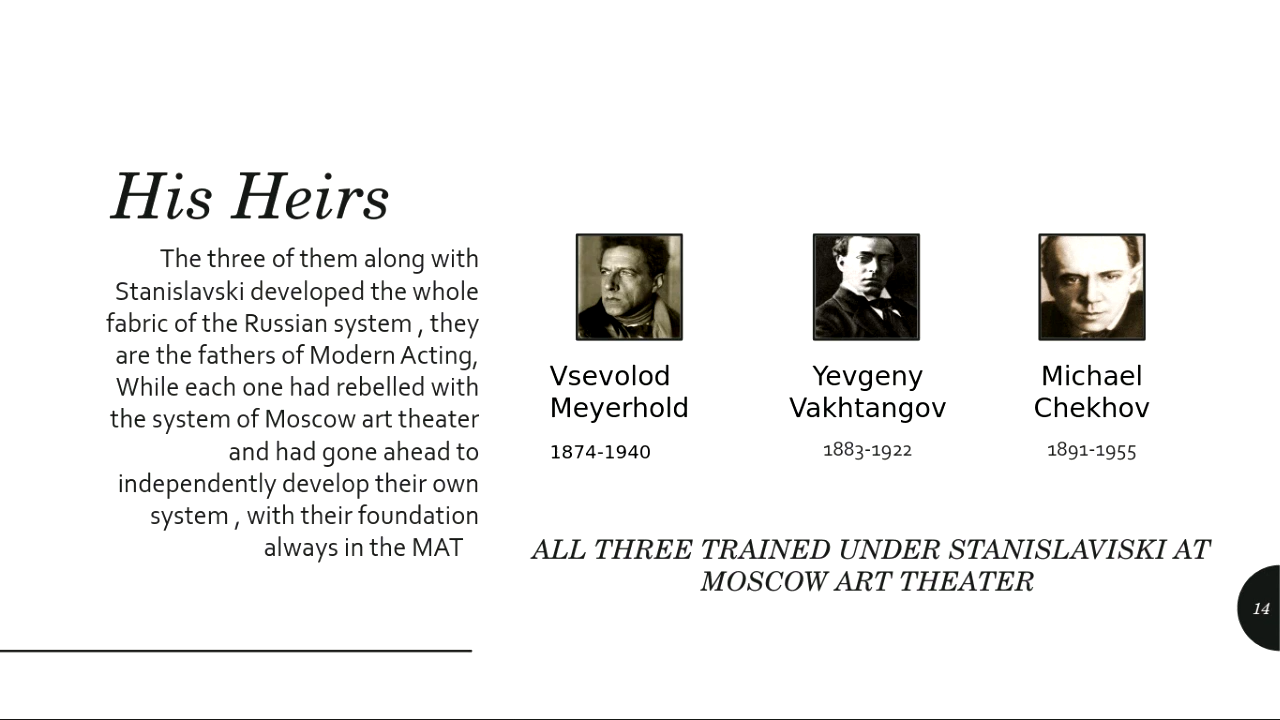 His Heirs
The three of them along with
Stanislavski developed the whole
fabric of the Russian system , they
are the fathers of Modern Acting,
While each one had rebelled with
the system of Moscow art theater
and had gone ahead to
independently develop their own
system , with their foundation
always in the MAT
Vsevolod
Meyerhold
1874-1940
Yevgeny
Vakhtangov
1883-1922
Michael
Chekhov
1891-1955
ALL THREE TRAINED UNDER STANISLAVISKI AT
MOSCOW ART THEATER
14